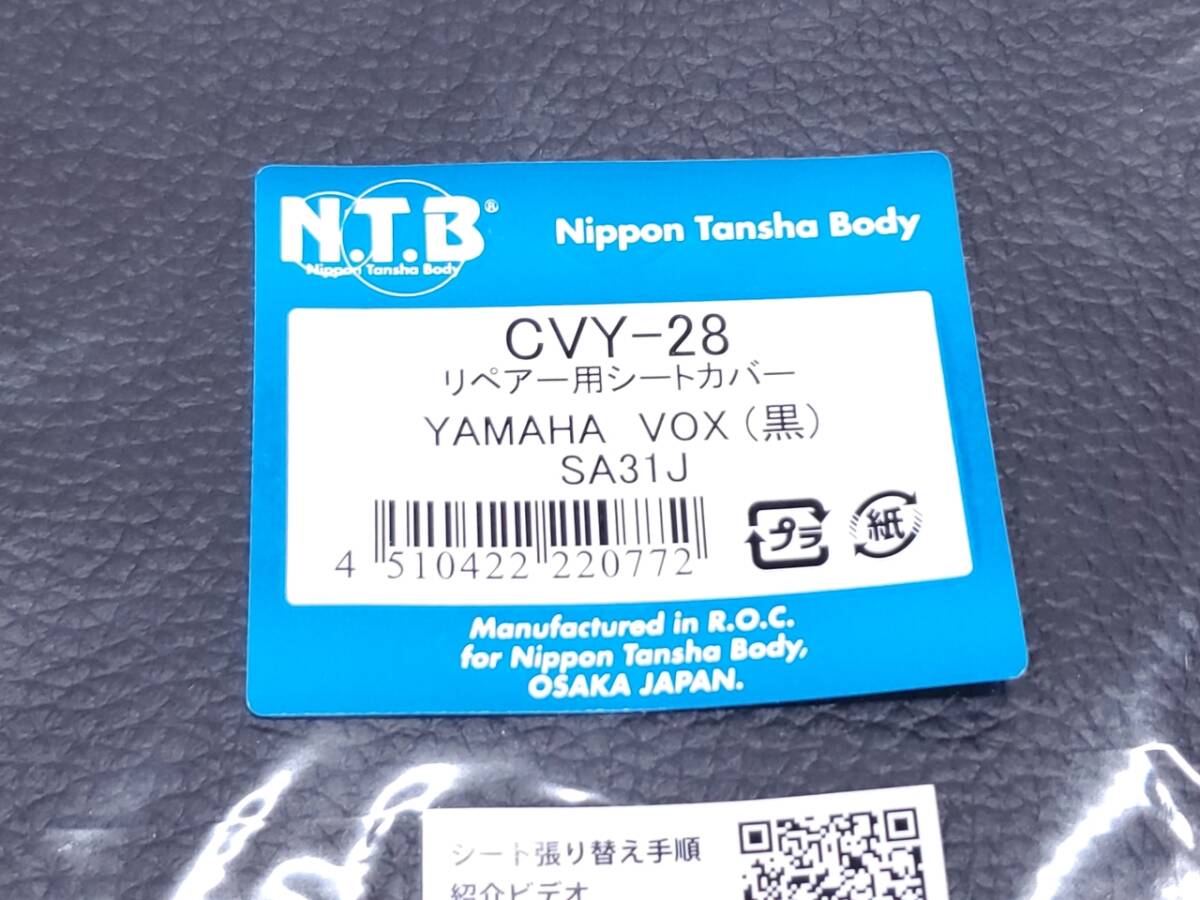 N.T.B®
Nippon Tansha Body
Nippon Tansha Body
CVY-28
リペアー用シートカバー
YAMAHA VOX(黒)
SA31J
4 510422 220772
プラ
紙
Manufactured in R.O.C.
for Nippon Tansha Body,
OSAKA JAPAN.
シート張り替え手順
紹介ビデオ